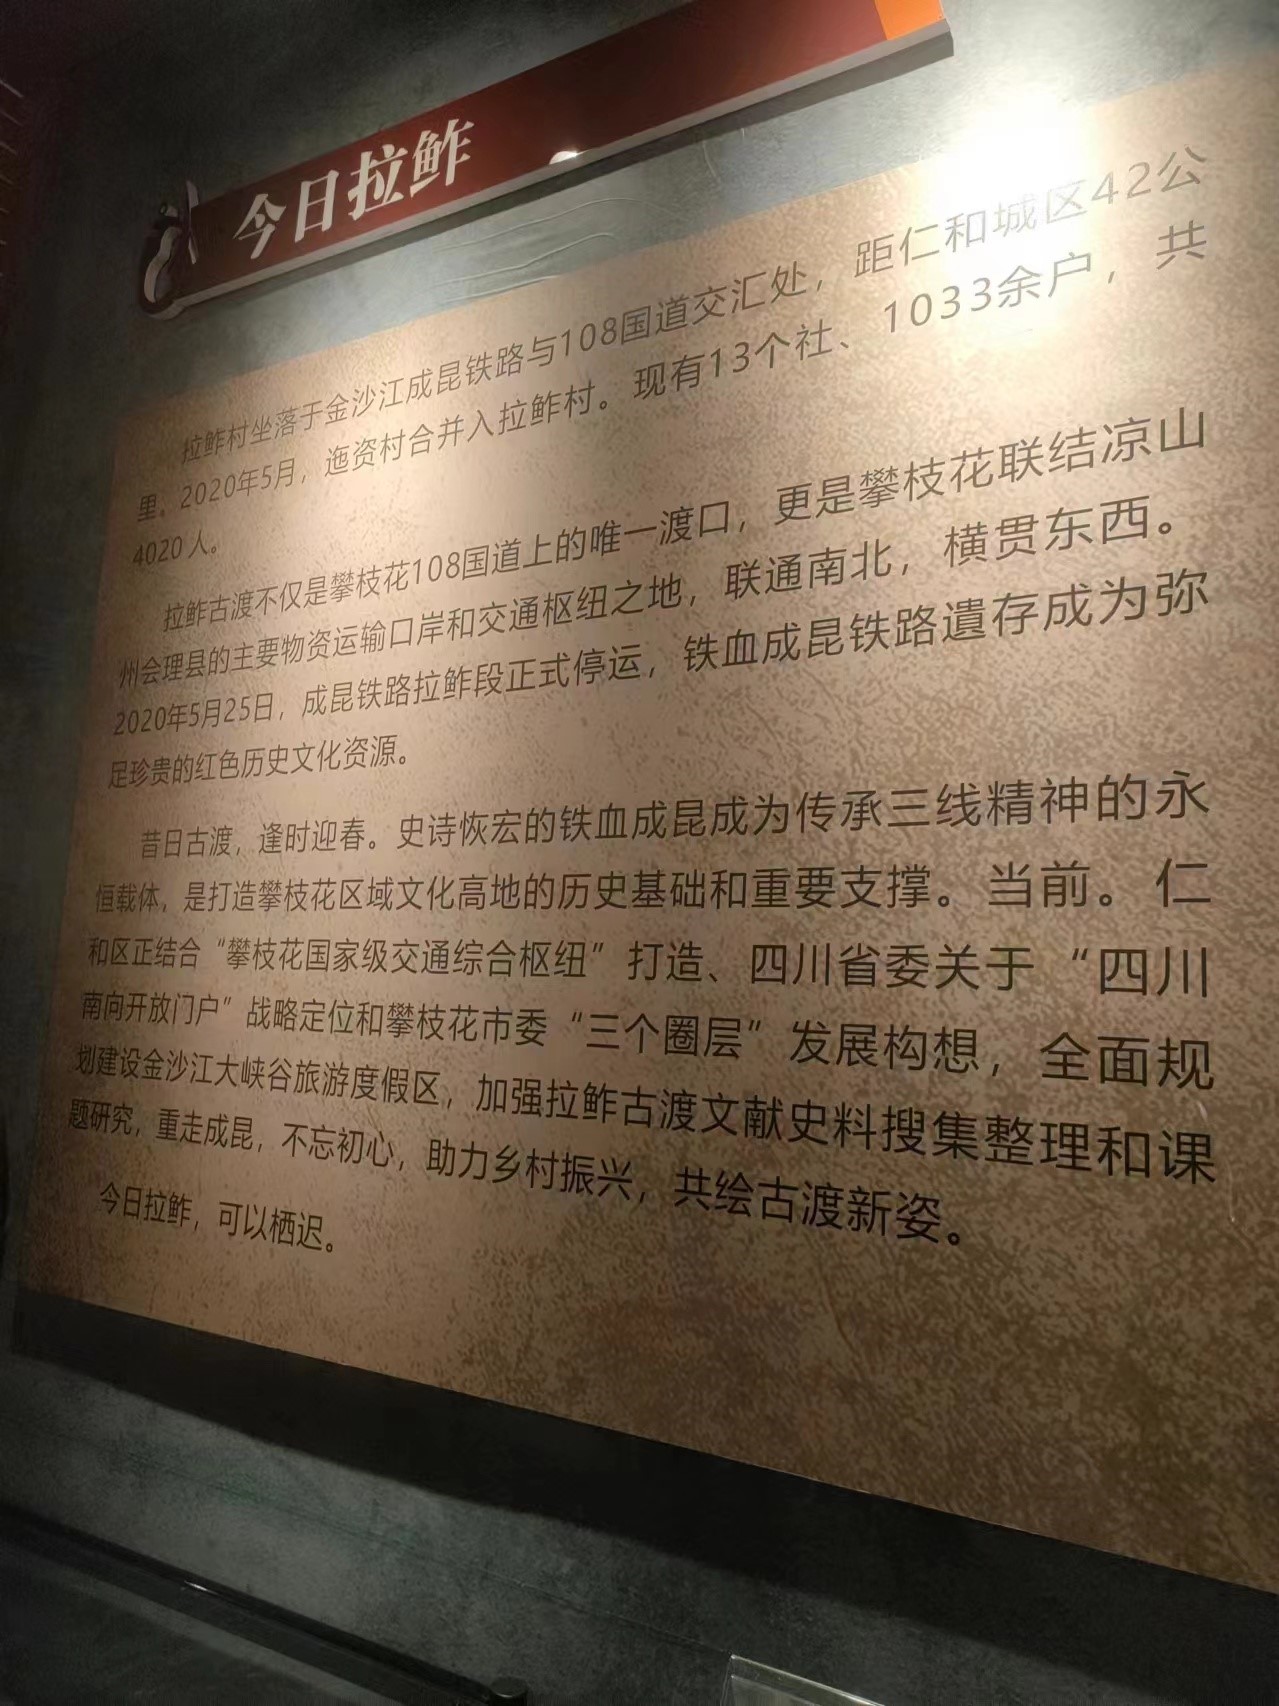 今日拉鲊
拉鲊村坐落于金沙江成昆铁路与108国道交汇处，距仁和城区42公
里。2020年5月，迤资村合并入拉鲊村。现有13个社、1033余户，共
4020人。
拉鲊古渡不仅是攀枝花108国道上的唯一渡口，更是攀枝花联结凉山
州会理县的主要物资运输口岸和交通枢纽之地，联通南北，横贯东西。
2020年5月25日，成昆铁路拉鲊段正式停运，铁血成昆铁路遺存成为弥
足珍贵的红色历史文化资源。
昔日古渡，逢时迎春。史诗恢宏的铁血成昆成为传承三线精神的永
恒载体，是打造攀枝花区域文化高地的历史基础和重要支撑。当前。仁
和区正结合“攀枝花国家级交通综合枢纽”打造、四川省委关于“四川
南向开放门户”战略定位和攀枝花市委“三个圈层”发展构想，全面规
划建设金沙江大峡谷旅游度假区，加强拉鲊古渡文献史料搜集整理和课
题研究，重走成昆，不忘初心，助力乡村振兴，共绘古渡新姿。
今日拉鲊，可以栖迟。